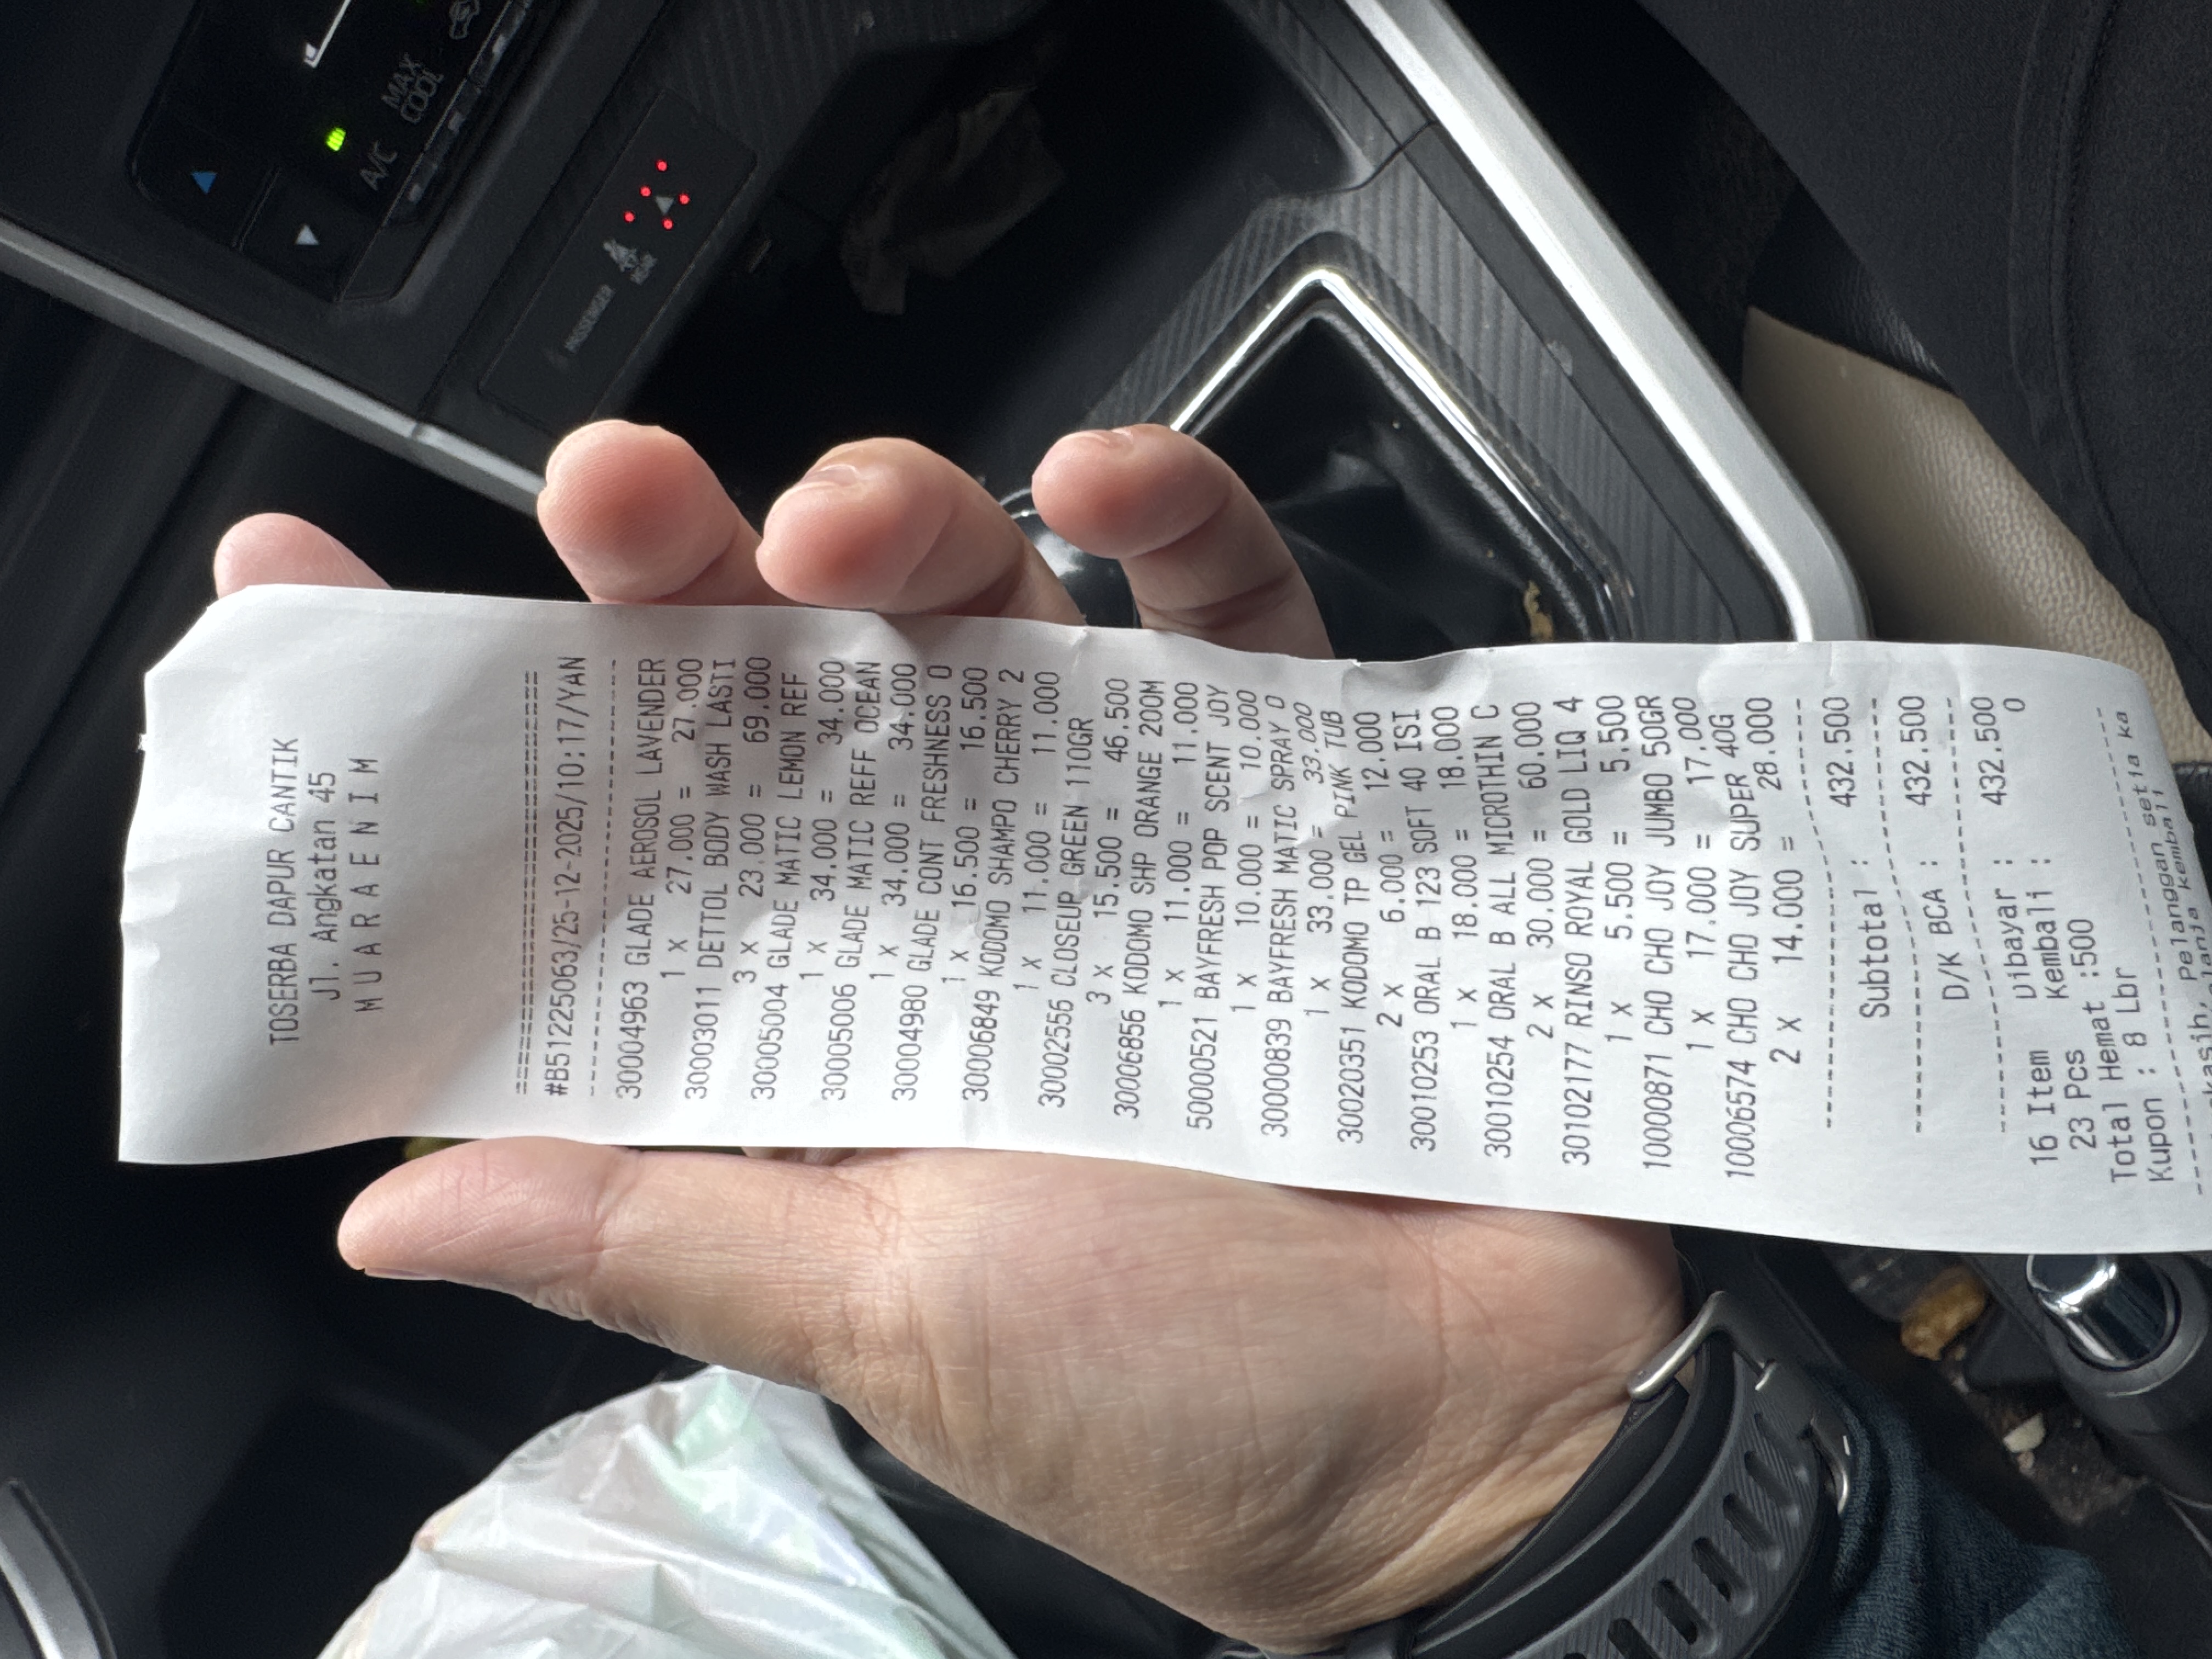 TOSERBA DAPUR CANTIK
Jl. Angkatan 45
M U A R A E N I M
==============================
#B51225063/25-12-2025/10:17/YAN
------------------------------
30004963 GLADE AEROSOL LAVENDER
1 X 27.000 = 27.000
30003011 DETTOL BODY WASH LASTI
3 X 23.000 = 69.000
30005004 GLADE MATIC LEMON REF
1 X 34.000 = 34.000
30005006 GLADE MATIC REFF OCEAN
1 X 34.000 = 34.000
30004980 GLADE CONT FRESHNESS O
1 X 16.500 = 16.500
30006849 KODOMO SHAMPO CHERRY 2
1 X 11.000 = 11.000
30002556 CLOSEUP GREEN 110GR
3 X 15.500 = 46.500
30006856 KODOMO SHP ORANGE 200M
1 X 11.000 = 11.000
50000521 BAYFRESH POP SCENT JOY
1 X 10.000 = 10.000
30000839 BAYFRESH MATIC SPRAY O
1 X 33.000 = 33.000
30020351 KODOMO TP GEL PINK TUB
2 X 6.000 = 12.000
30010253 ORAL B 123 SOFT 40 ISI
1 X 18.000 = 18.000
30010254 ORAL B ALL MICROTHIN C
2 X 30.000 = 60.000
30102177 RINSO ROYAL GOLD LIQ 4
1 X 5.500 = 5.500
10000871 CHO CHO JOY JUMBO 50GR
1 X 17.000 = 17.000
10006574 CHO CHO JOY SUPER 40G
2 X 14.000 = 28.000
------------------------------
Subtotal : 432.500
------------------------------
D/K BCA : 432.500
------------------------------
16 Item Dibayar : 432.500
23 Pcs Kembali : 0
Total Hemat :500
Kupon : 8 Lbr
------------------------------
Pelanggan setia ka
kembali
A/C
MAX COOL
PASSENGER
REAR